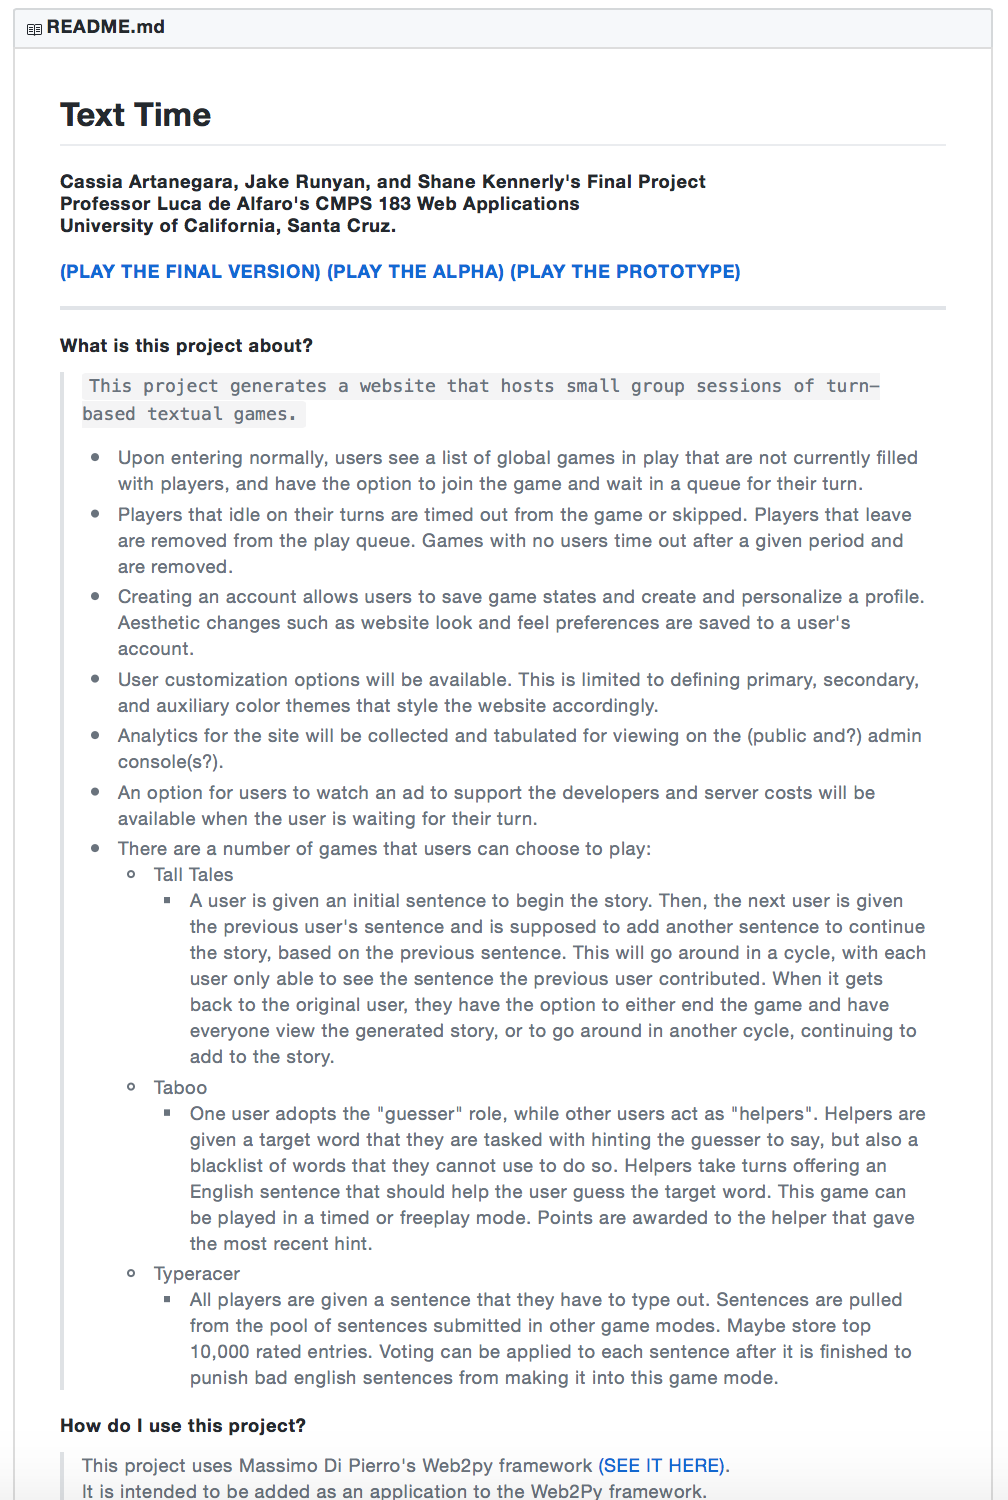 README.md
Text Time
Cassia Artanegara, Jake Runyan, and Shane Kennerly's Final Project
Professor Luca de Alfaro's CMPS 183 Web Applications
University of California, Santa Cruz.
(PLAY THE FINAL VERSION) (PLAY THE ALPHA) (PLAY THE PROTOTYPE)
What is this project about?
This project generates a website that hosts small group sessions of turn-
based textual games.
Upon entering normally, users see a list of global games in play that are not currently filled
with players, and have the option to join the game and wait in a queue for their turn.
Players that idle on their turns are timed out from the game or skipped. Players that leave
are removed from the play queue. Games with no users time out after a given period and
are removed.
Creating an account allows users to save game states and create and personalize a profile.
Aesthetic changes such as website look and feel preferences are saved to a user's
account.
User customization options will be available. This is limited to defining primary, secondary,
and auxiliary color themes that style the website accordingly.
Analytics for the site will be collected and tabulated for viewing on the (public and?) admin
console(s?).
An option for users to watch an ad to support the developers and server costs will be
available when the user is waiting for their turn.
There are a number of games that users can choose to play:
Tall Tales
A user is given an initial sentence to begin the story. Then, the next user is given
the previous user's sentence and is supposed to add another sentence to continue
the story, based on the previous sentence. This will go around in a cycle, with each
user only able to see the sentence the previous user contributed. When it gets
back to the original user, they have the option to either end the game and have
everyone view the generated story, or to go around in another cycle, continuing to
add to the story.
Taboo
One user adopts the "guesser" role, while other users act as "helpers". Helpers are
given a target word that they are tasked with hinting the guesser to say, but also a
blacklist of words that they cannot use to do so. Helpers take turns offering an
English sentence that should help the user guess the target word. This game can
be played in a timed or freeplay mode. Points are awarded to the helper that gave
the most recent hint.
Typeracer
All players are given a sentence that they have to type out. Sentences are pulled
from the pool of sentences submitted in other game modes. Maybe store top
10,000 rated entries. Voting can be applied to each sentence after it is finished to
punish bad english sentences from making it into this game mode.
How do I use this project?
This project uses Massimo Di Pierro's Web2py framework (SEE IT HERE).
It is intended to be added as an application to the Web2Py framework.